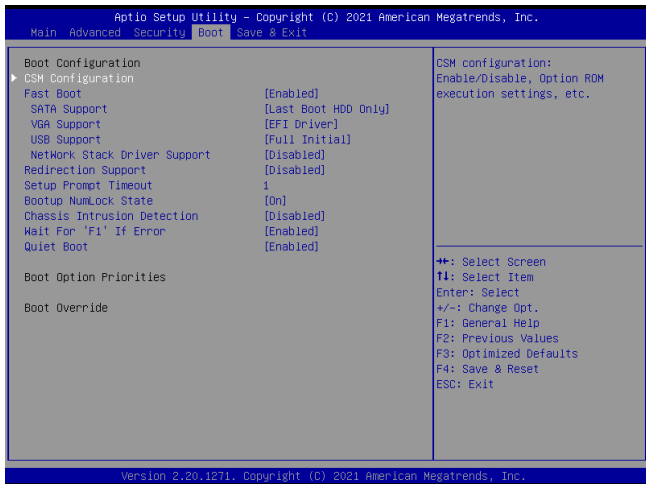 Aptio Setup Utility – Copyright (C) 2021 American Megatrends, Inc.
Main Advanced Security Boot Save & Exit
Boot Configuration
CSM Configuration
Fast Boot [Enabled]
SATA Support [Last Boot HDD Only]
VGA Support [EFI Driver]
USB Support [Full Initial]
NetWork Stack Driver Support [Disabled]
Redirection Support [Disabled]
Setup Prompt Timeout 1
Bootup NumLock State [On]
Chassis Intrusion Detection [Disabled]
Wait For 'F1' If Error [Enabled]
Quiet Boot [Enabled]
Boot Option Priorities
Boot Override
CSM configuration:
Enable/Disable, Option ROM
execution settings, etc.
→←: Select Screen
↑↓: Select Item
Enter: Select
+/-: Change Opt.
F1: General Help
F2: Previous Values
F3: Optimized Defaults
F4: Save & Reset
ESC: Exit
Version 2.20.1271. Copyright (C) 2021 American Megatrends, Inc.